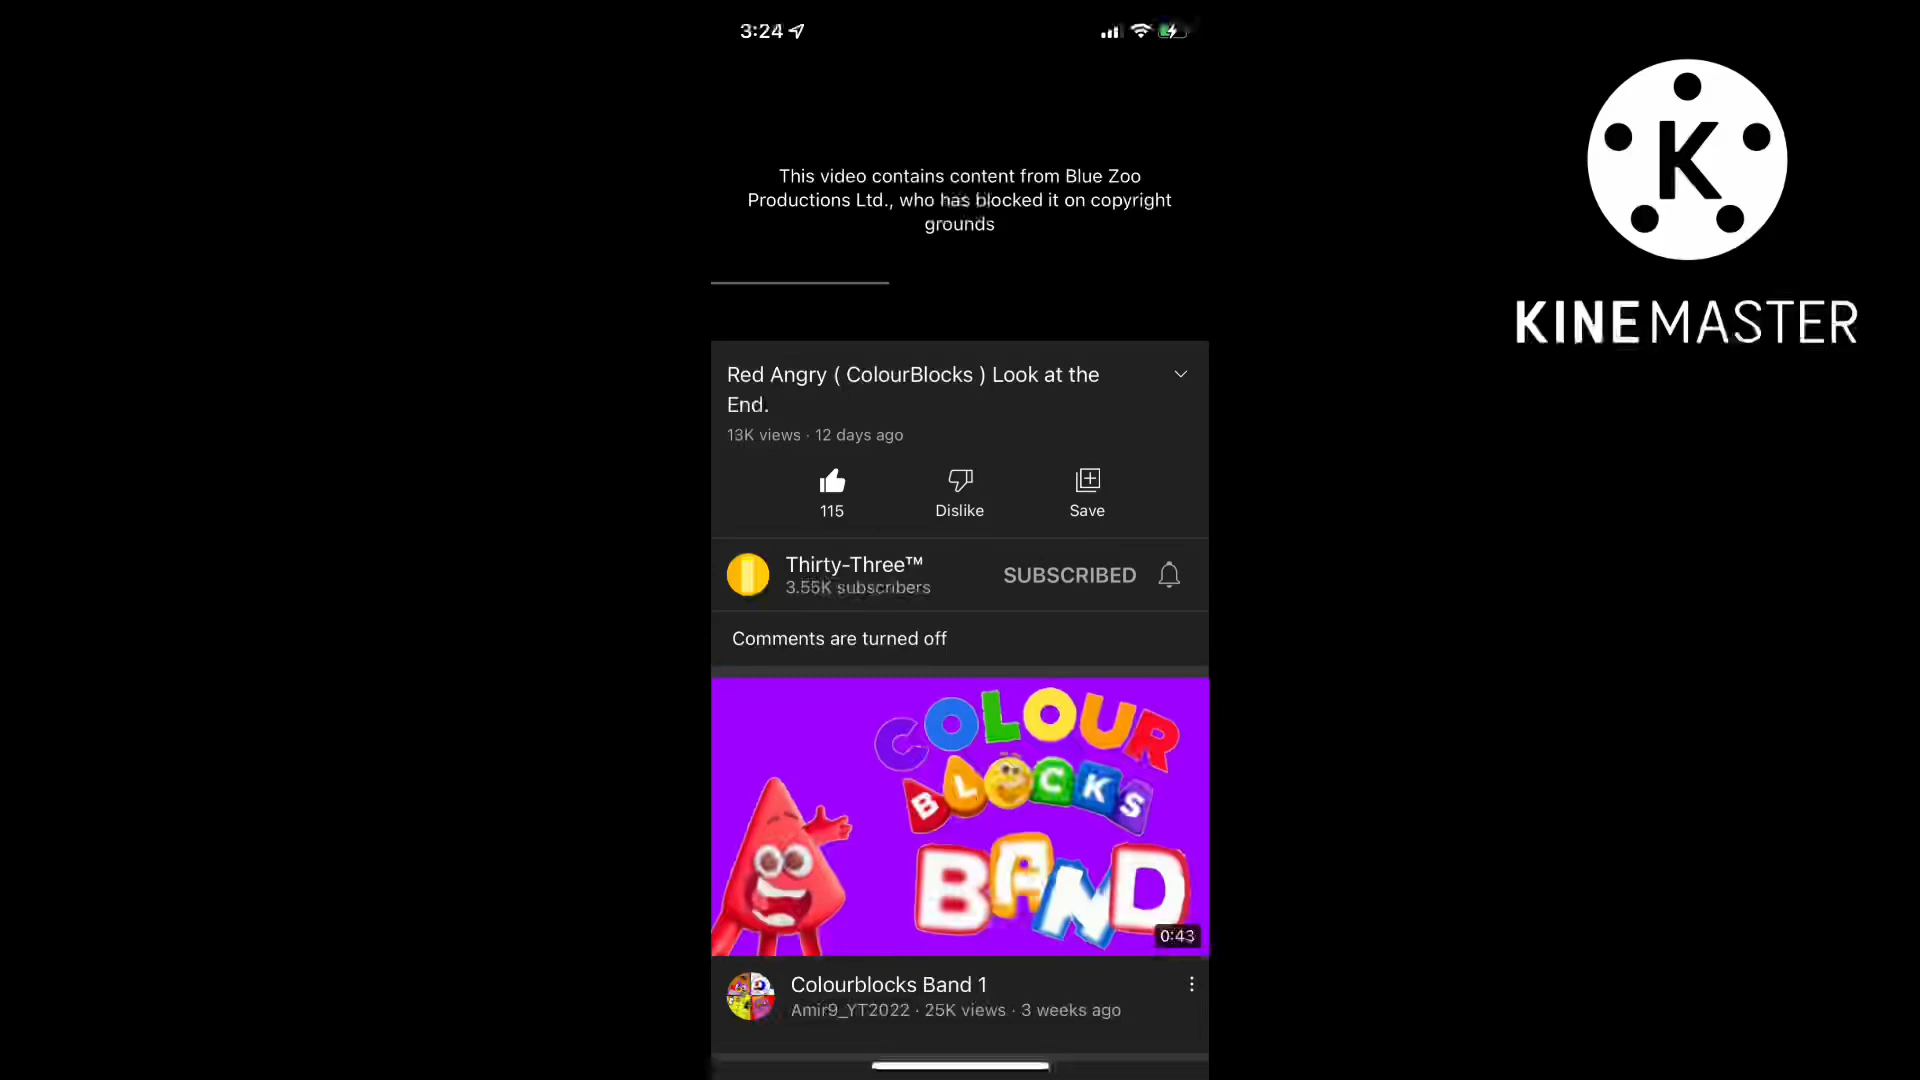 3:24
This video contains content from Blue Zoo
Productions Ltd., who has blocked it on copyright
grounds
K
KINEMASTER
Red Angry ( ColourBlocks ) Look at the
End.
13K views · 12 days ago
115
Dislike
Save
Thirty-Three™
3.55K subscribers
SUBSCRIBED
Comments are turned off
COLOUR
BLOCKS
BAND
0:43
Colourblocks Band 1
Amir9_YT2022 · 25K views · 3 weeks ago